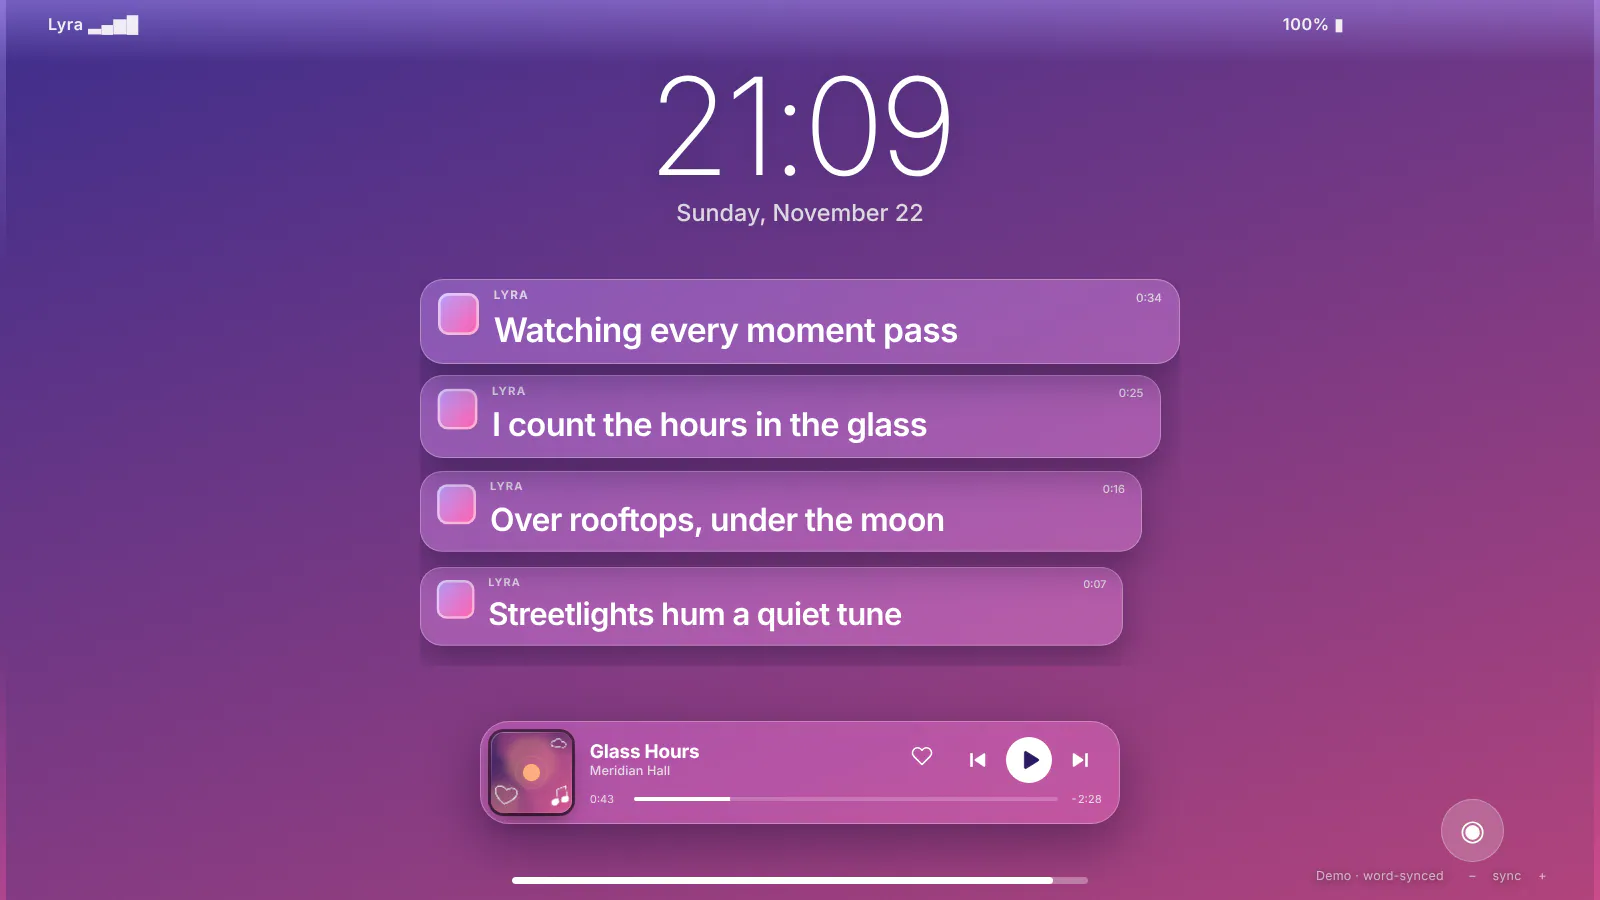 Lyra
100%
21:09
Sunday, November 22
LYRA
0:34
Watching every moment pass
LYRA
0:25
I count the hours in the glass
LYRA
0:16
Over rooftops, under the moon
LYRA
0:07
Streetlights hum a quiet tune
Glass Hours
Meridian Hall
0:43
-2:28
Demo · word-synced − sync +